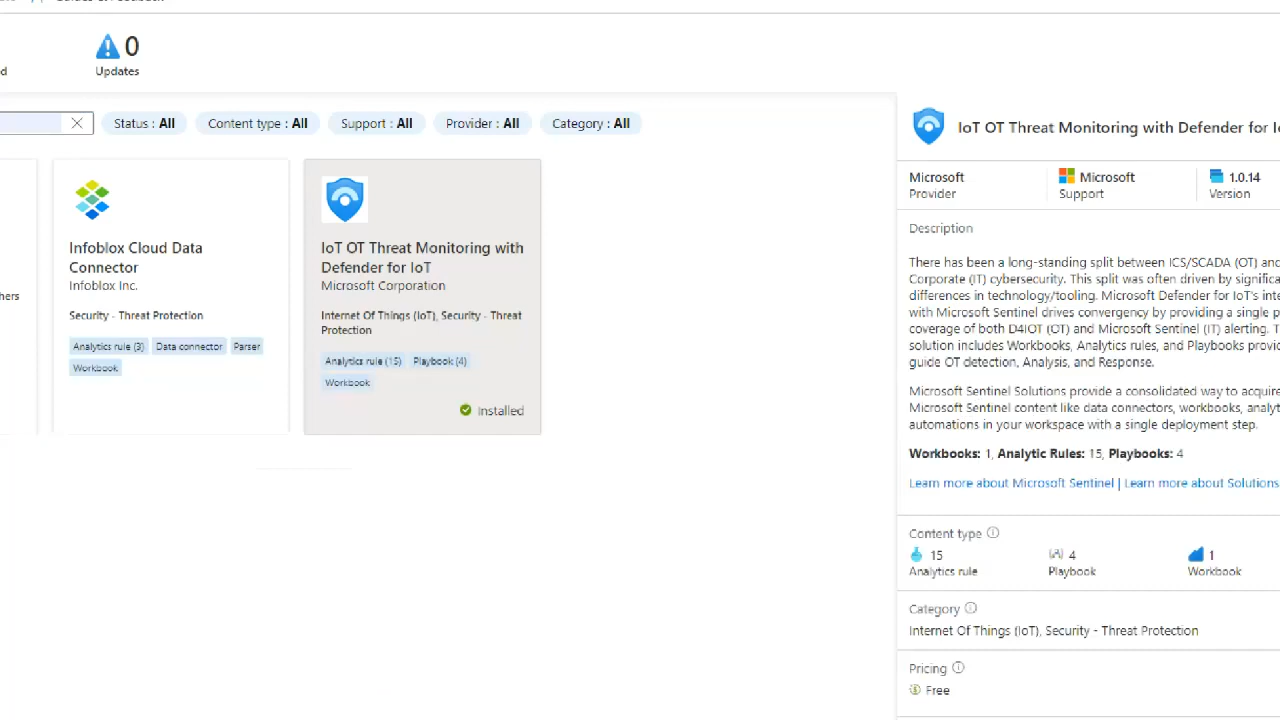 Guides & Feedback
0
Updates
Status : All
Content type : All
Support : All
Provider : All
Category : All
Infoblox Cloud Data
Connector
Infoblox Inc.
Security - Threat Protection
Analytics rule (3)
Data connector
Parser
Workbook
IoT OT Threat Monitoring with
Defender for IoT
Microsoft Corporation
Internet Of Things (IoT), Security - Threat
Protection
Analytics rule (15)
Playbook (4)
Workbook
Installed
IoT OT Threat Monitoring with Defender for
Microsoft
Provider
Microsoft
Support
1.0.14
Version
Description
There has been a long-standing split between ICS/SCADA (OT) and
Corporate (IT) cybersecurity. This split was often driven by
differences in technology/tooling. Microsoft Defender for IoT's
with Microsoft Sentinel drives convergency by providing a single
coverage of both D4IOT (OT) and Microsoft Sentinel (IT) alerting.
solution includes Workbooks, Analytics rules, and Playbooks
guide OT detection, Analysis, and Response.
Microsoft Sentinel Solutions provide a consolidated way to acquire
Microsoft Sentinel content like data connectors, workbooks,
automations in your workspace with a single deployment step.
Workbooks: 1, Analytic Rules: 15, Playbooks: 4
Learn more about Microsoft Sentinel | Learn more about Solutions
Content type
15
Analytics rule
4
Playbook
1
Workbook
Category
Internet Of Things (IoT), Security - Threat Protection
Pricing
Free